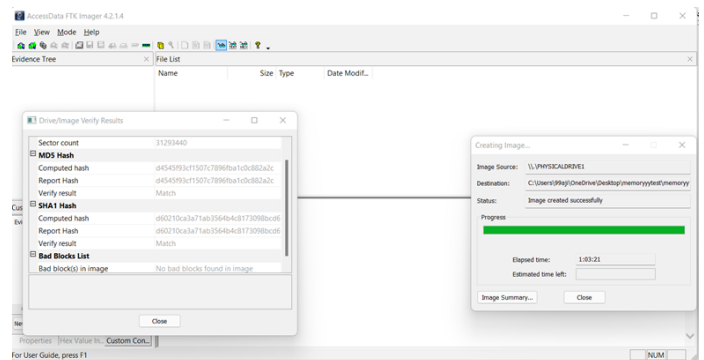 AccessData FTK Imager 4.2.1.4
File View Mode Help
Evidence Tree
File List
Name Size Type Date Modif...
Drive/Image Verify Results
Sector count 31293440
MD5 Hash
Computed hash d4545f93cf1507c7896fba1c0c882a2c
Report Hash d4545f93cf1507c7896fba1c0c882a2c
Verify result Match
SHA1 Hash
Computed hash d60210ca3a71ab3564b4c8173098bcd6
Report Hash d60210ca3a71ab3564b4c8173098bcd6
Verify result Match
Bad Blocks List
Bad block(s) in image No bad blocks found in image
Close
Cus
Evi
Ne
Properties Hex Value In... Custom Con...
For User Guide, press F1
NUM
Creating Image...
Image Source: \\.\PHYSICALDRIVE1
Destination: C:\Users\99aji\OneDrive\Desktop\memoryytest\memoryy
Status: Image created successfully
Progress
Elapsed time: 1:03:21
Estimated time left:
Image Summary... Close